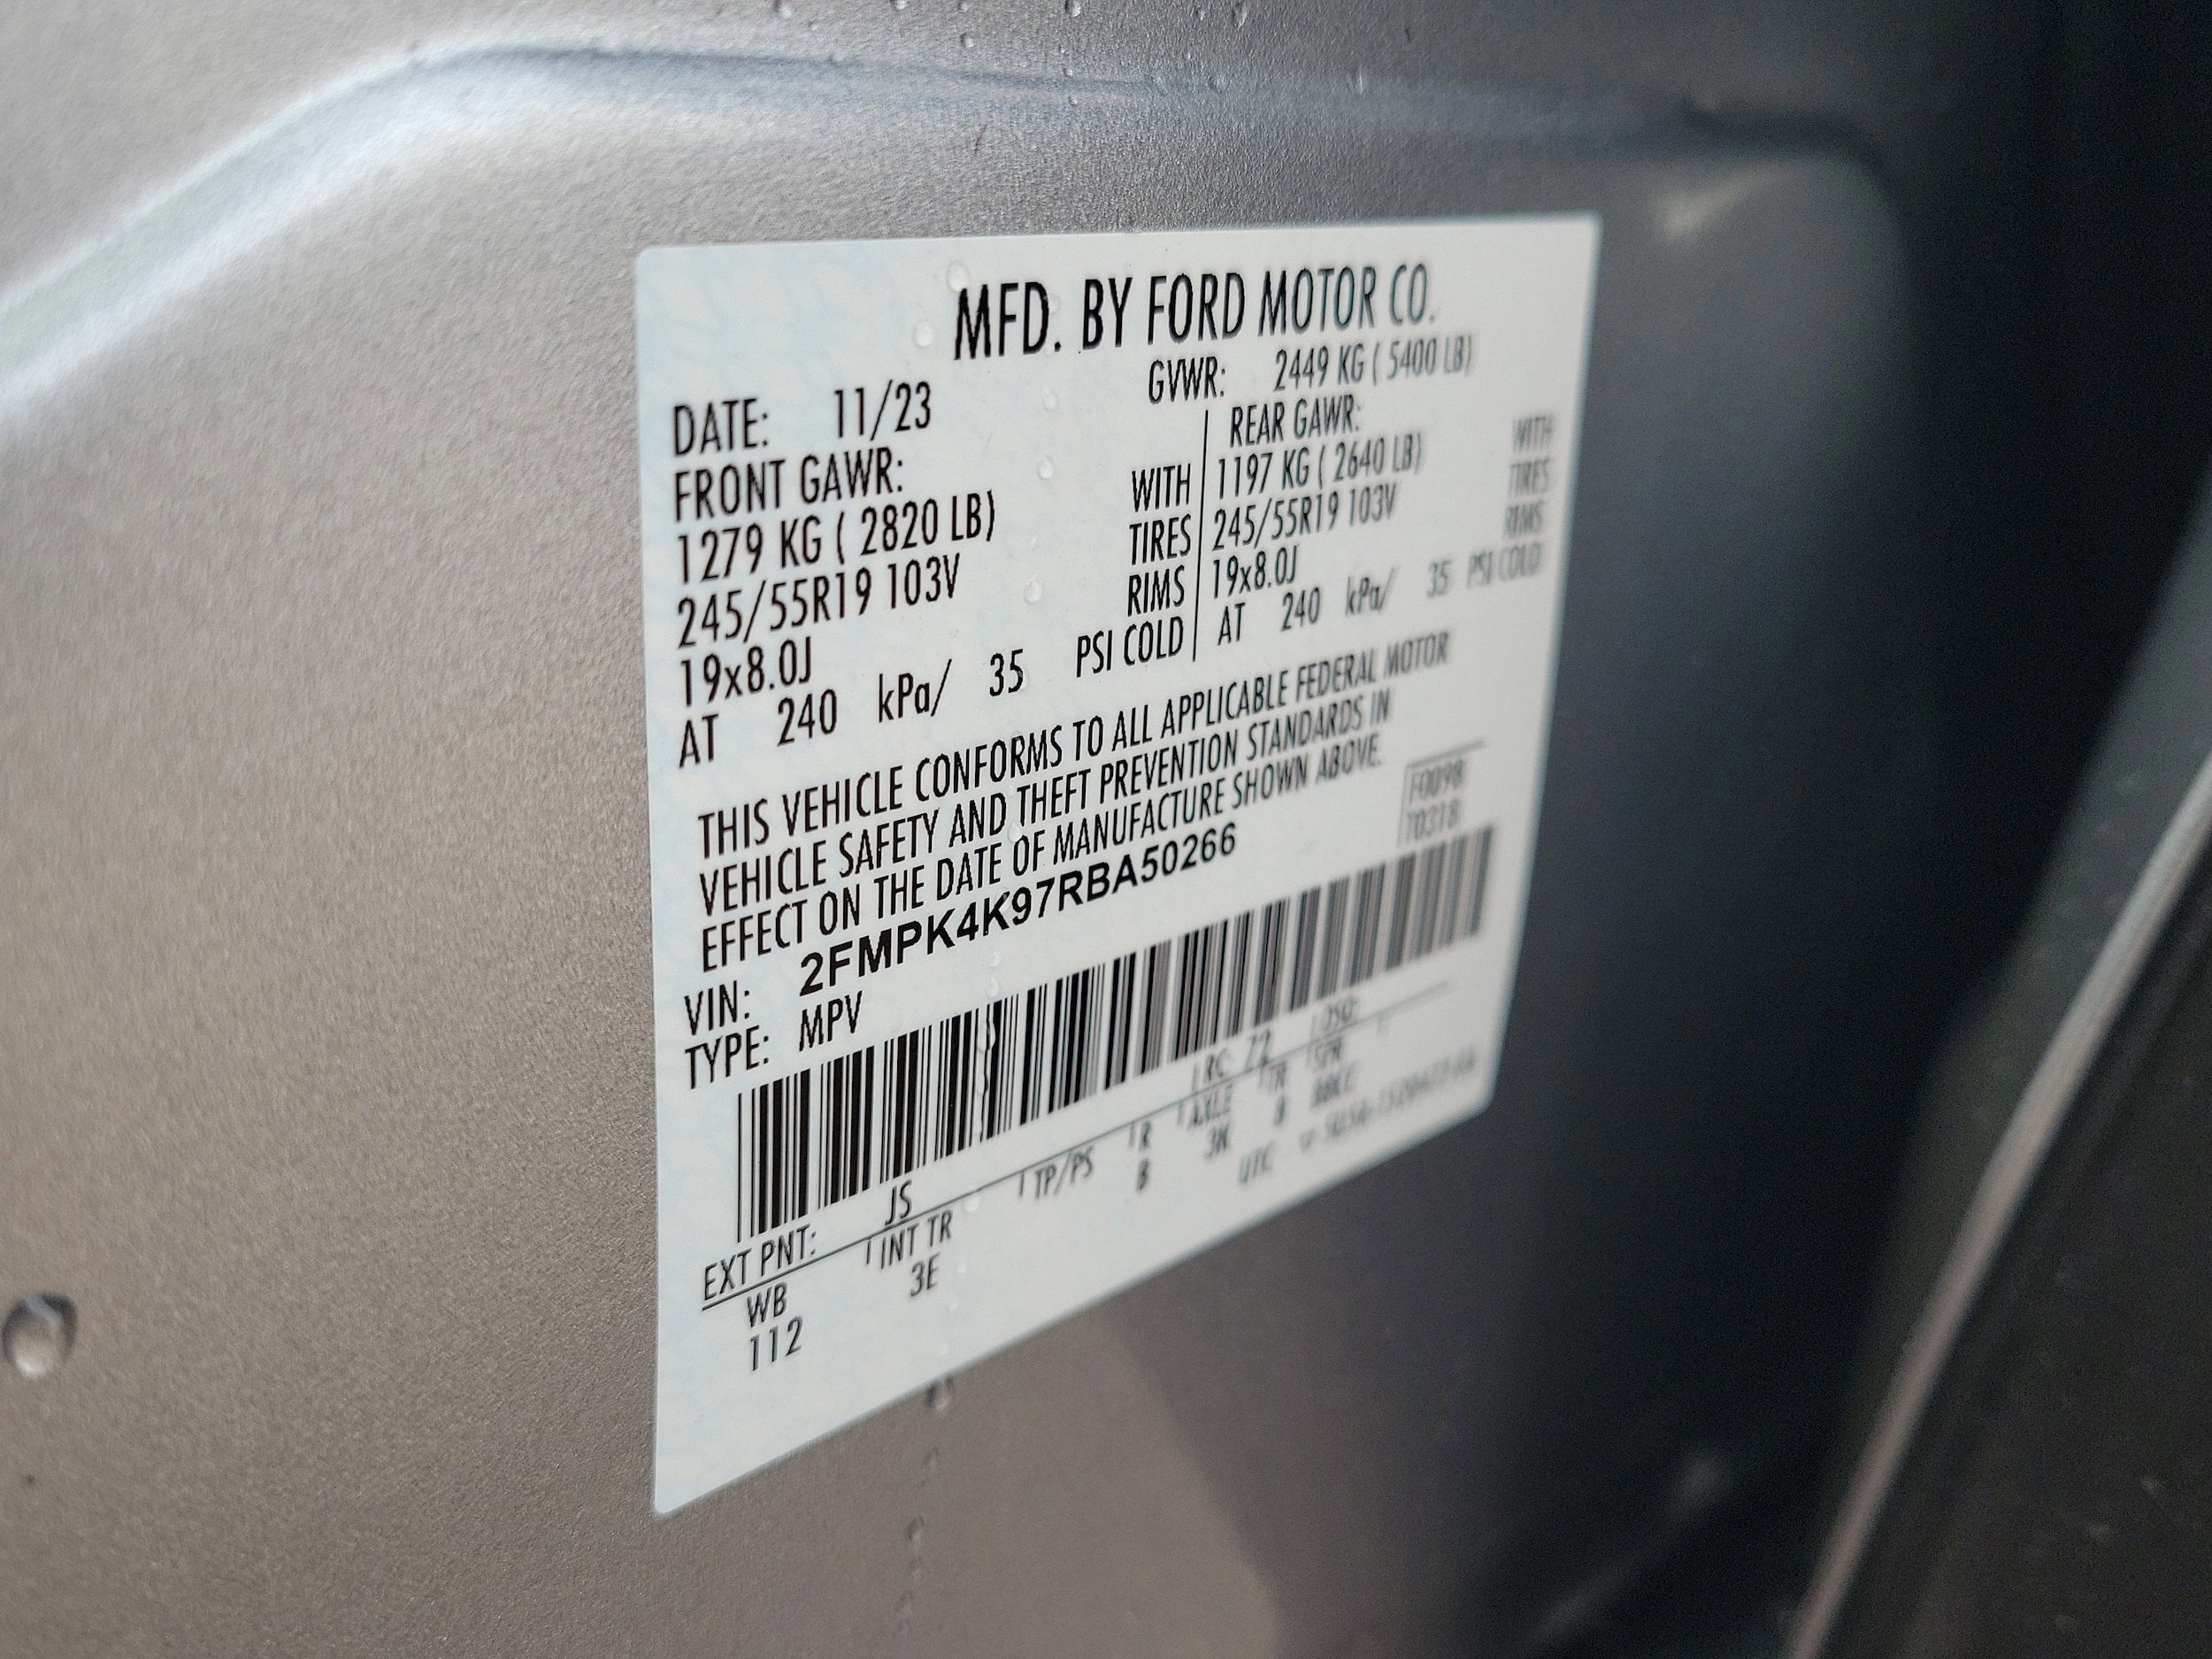 MFD. BY FORD MOTOR CO.
DATE: 11/23
GVWR: 2449 KG ( 5400 LB)
FRONT GAWR:
1279 KG ( 2820 LB) WITH
245/55R19 103V TIRES
19x8.0J RIMS
AT 240 kPa/ 35 PSI COLD
REAR GAWR:
1197 KG ( 2640 LB) WITH
245/55R19 103V TIRES
19x8.0J RIMS
AT 240 kPa/ 35 PSI COLD
THIS VEHICLE CONFORMS TO ALL APPLICABLE FEDERAL MOTOR
VEHICLE SAFETY AND THEFT PREVENTION STANDARDS IN
EFFECT ON THE DATE OF MANUFACTURE SHOWN ABOVE.
F0098
T0318
VIN: 2FMPK4K97RBA50266
TYPE: MPV
EXT PNT: JS RC: 72 DSO:
WB INT TR TP/PS R AXLE TR SPR
112 3E B 3K
UTC